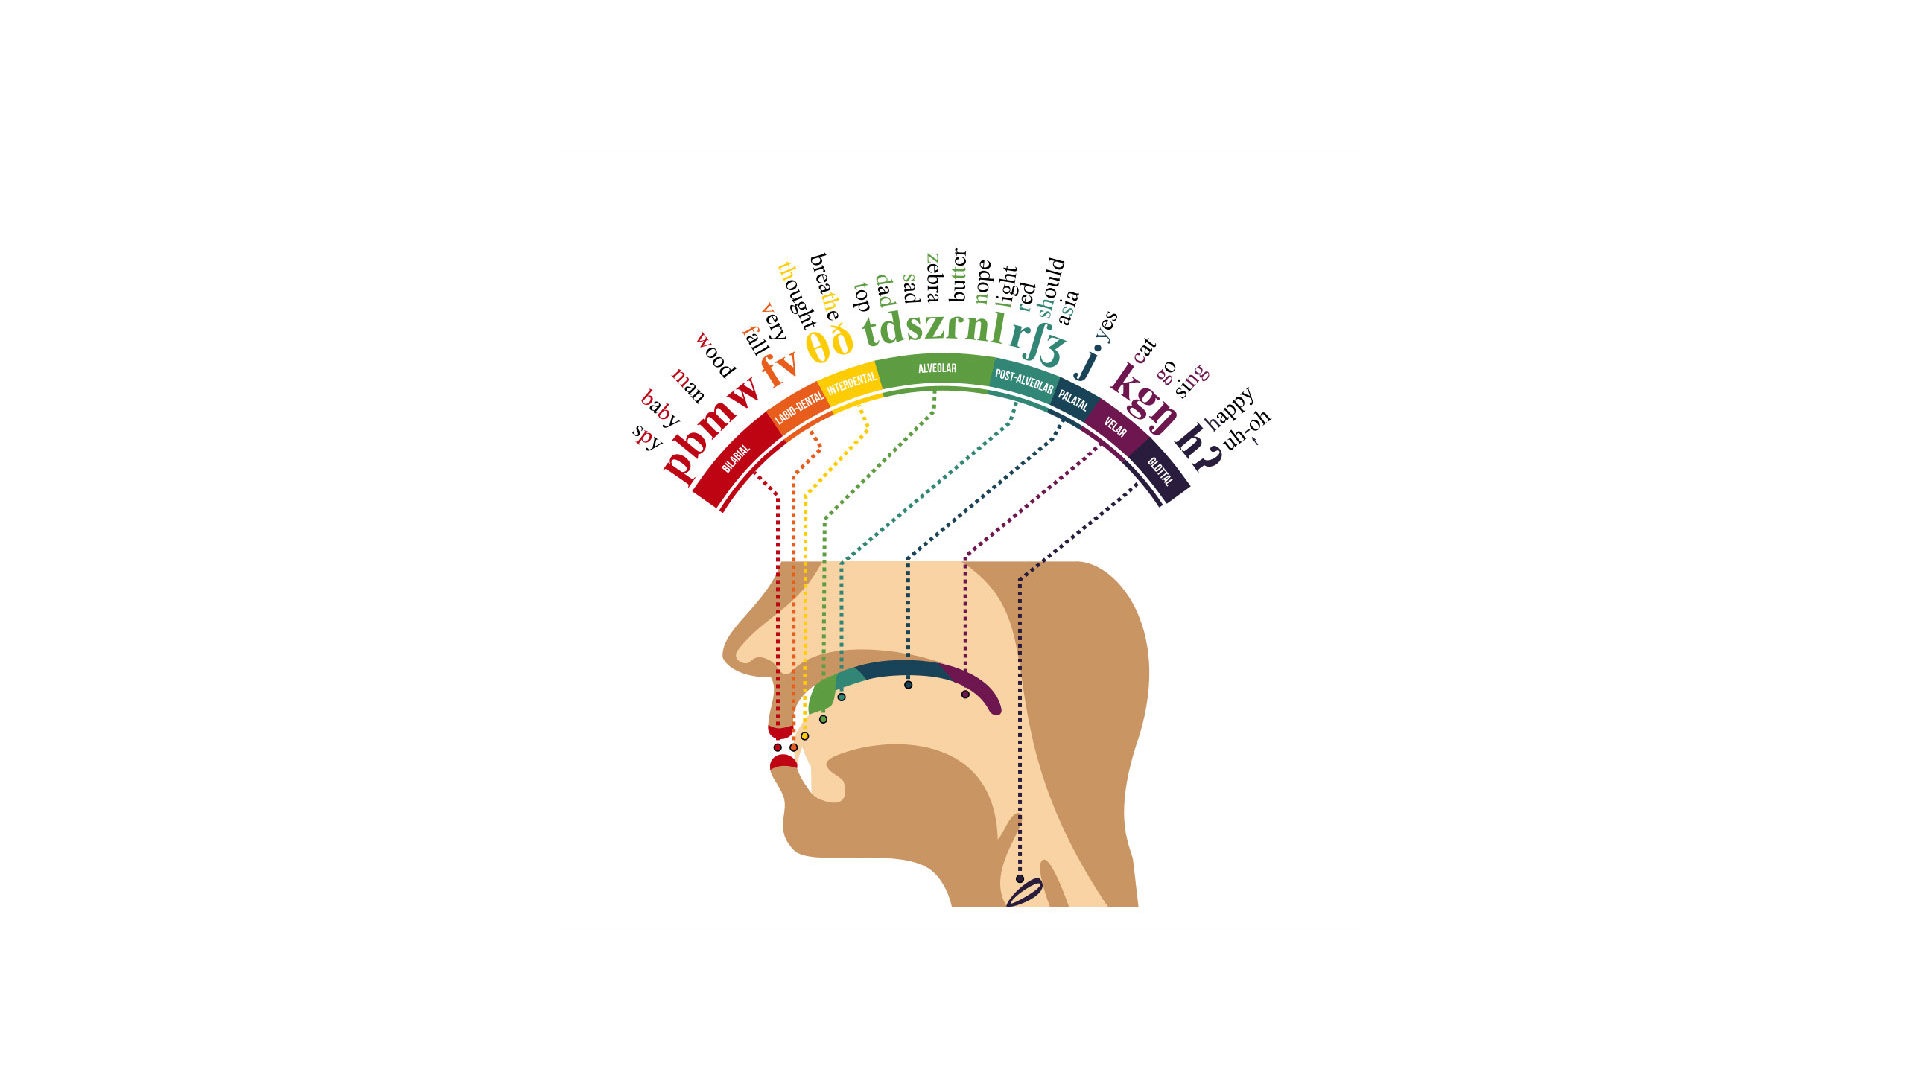 spy
baby
man
wood
fall
very
thought
breathe
top
dad
sad
zebra
butter
nope
light
red
should
asia
yes
cat
go
sing
happy
uh-oh
pbmw
fv
θð
tdszɾnl
rʃʒ
j
kgŋ
hʔ
BILABIAL
LABIO-DENTAL
INTERDENTAL
ALVEOLAR
POST-ALVEOLAR
PALATAL
VELAR
GLOTTAL